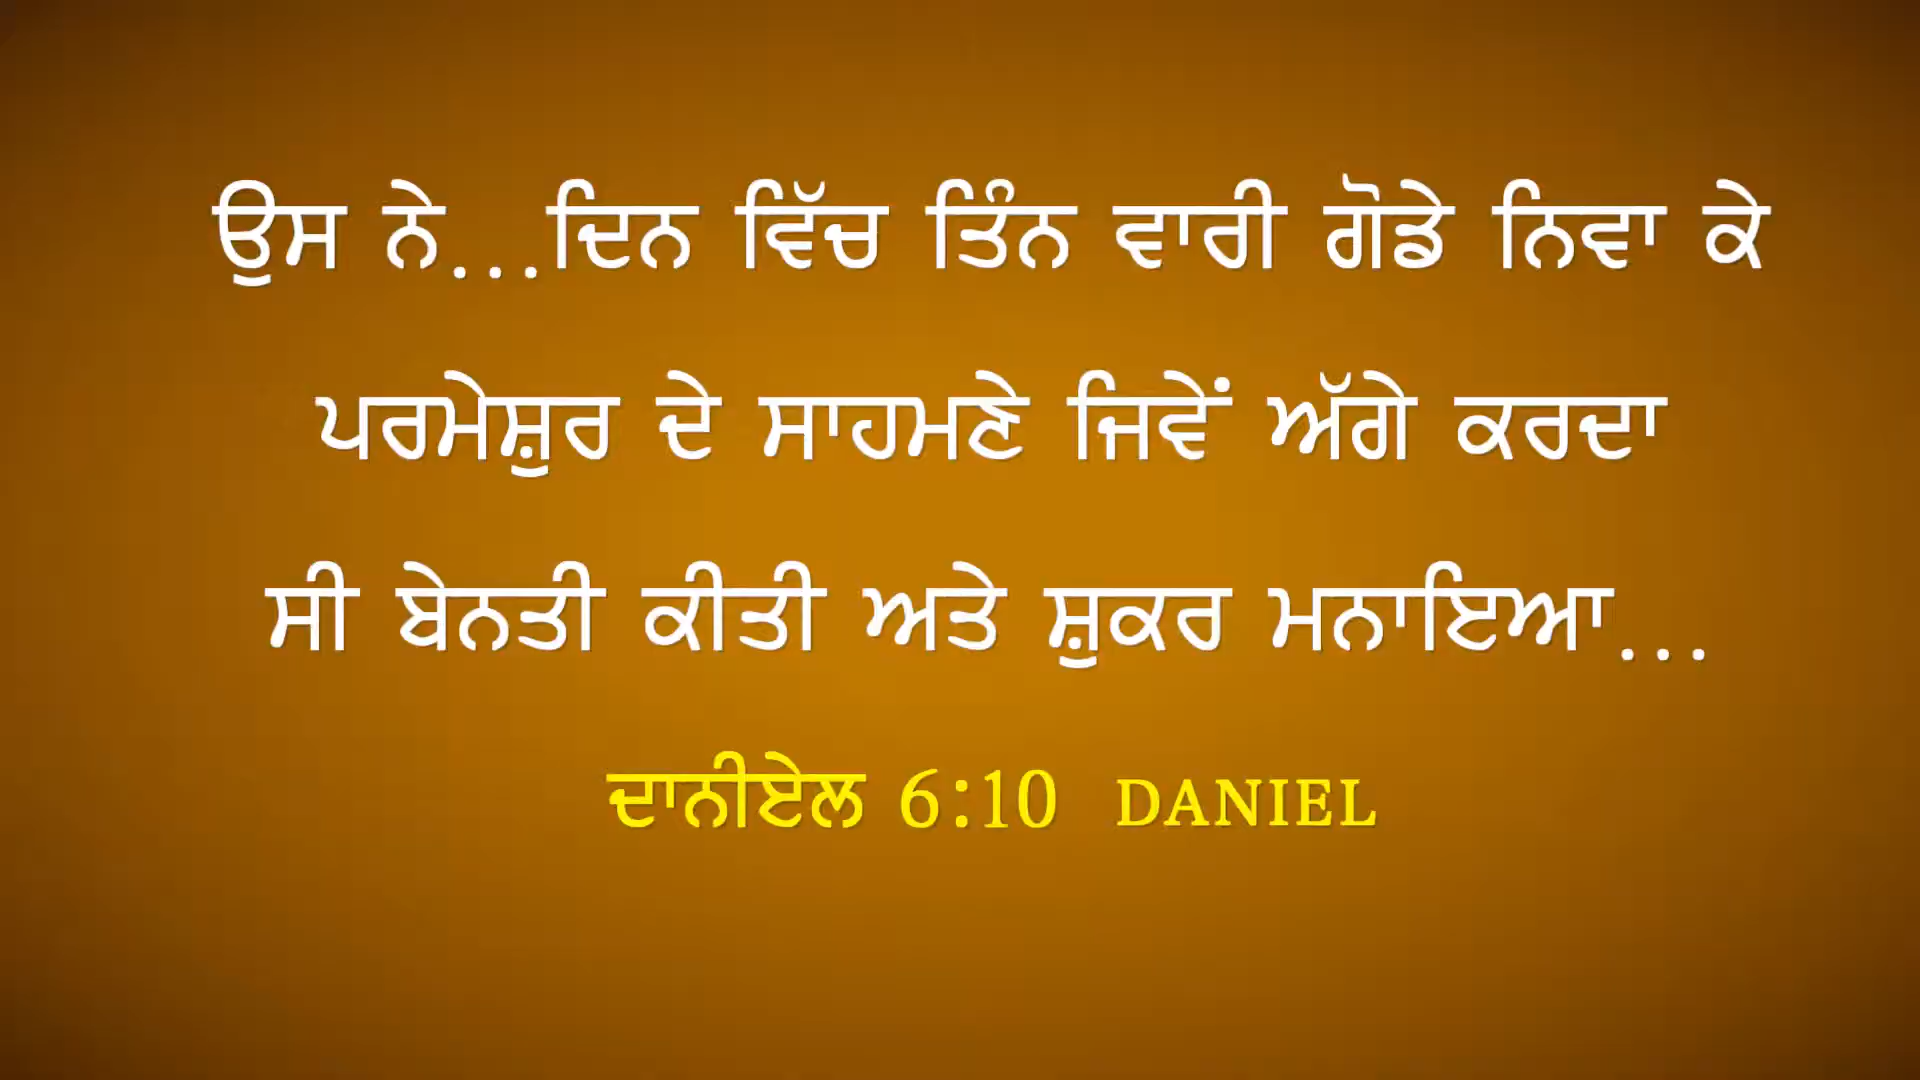 ਉਸ ਨੇ...ਦਿਨ ਵਿੱਚ ਤਿੰਨ ਵਾਰੀ ਗੋਡੇ ਨਿਵਾ ਕੇ
ਪਰਮੇਸ਼ੁਰ ਦੇ ਸਾਹਮਣੇ ਜਿਵੇਂ ਅੱਗੇ ਕਰਦਾ
ਸੀ ਬੇਨਤੀ ਕੀਤੀ ਅਤੇ ਸ਼ੁਕਰ ਮਨਾਇਆ...
ਦਾਨੀਏਲ 6:10 DANIEL